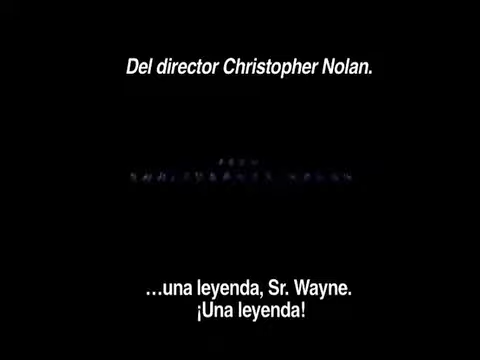 Del director Christopher Nolan.
…una leyenda, Sr. Wayne.
¡Una leyenda!